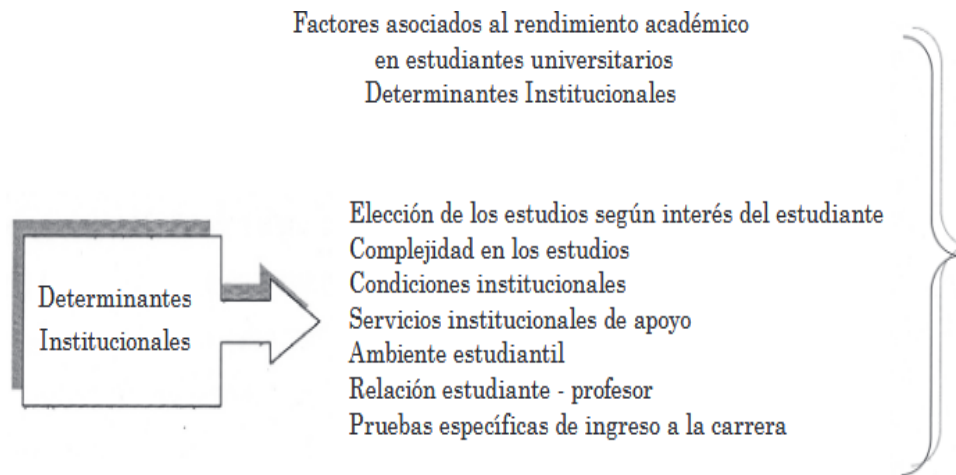 Factores asociados al rendimiento académico
en estudiantes universitarios
Determinantes Institucionales
Determinantes
Institucionales
Elección de los estudios según interés del estudiante
Complejidad en los estudios
Condiciones institucionales
Servicios institucionales de apoyo
Ambiente estudiantil
Relación estudiante - profesor
Pruebas específicas de ingreso a la carrera